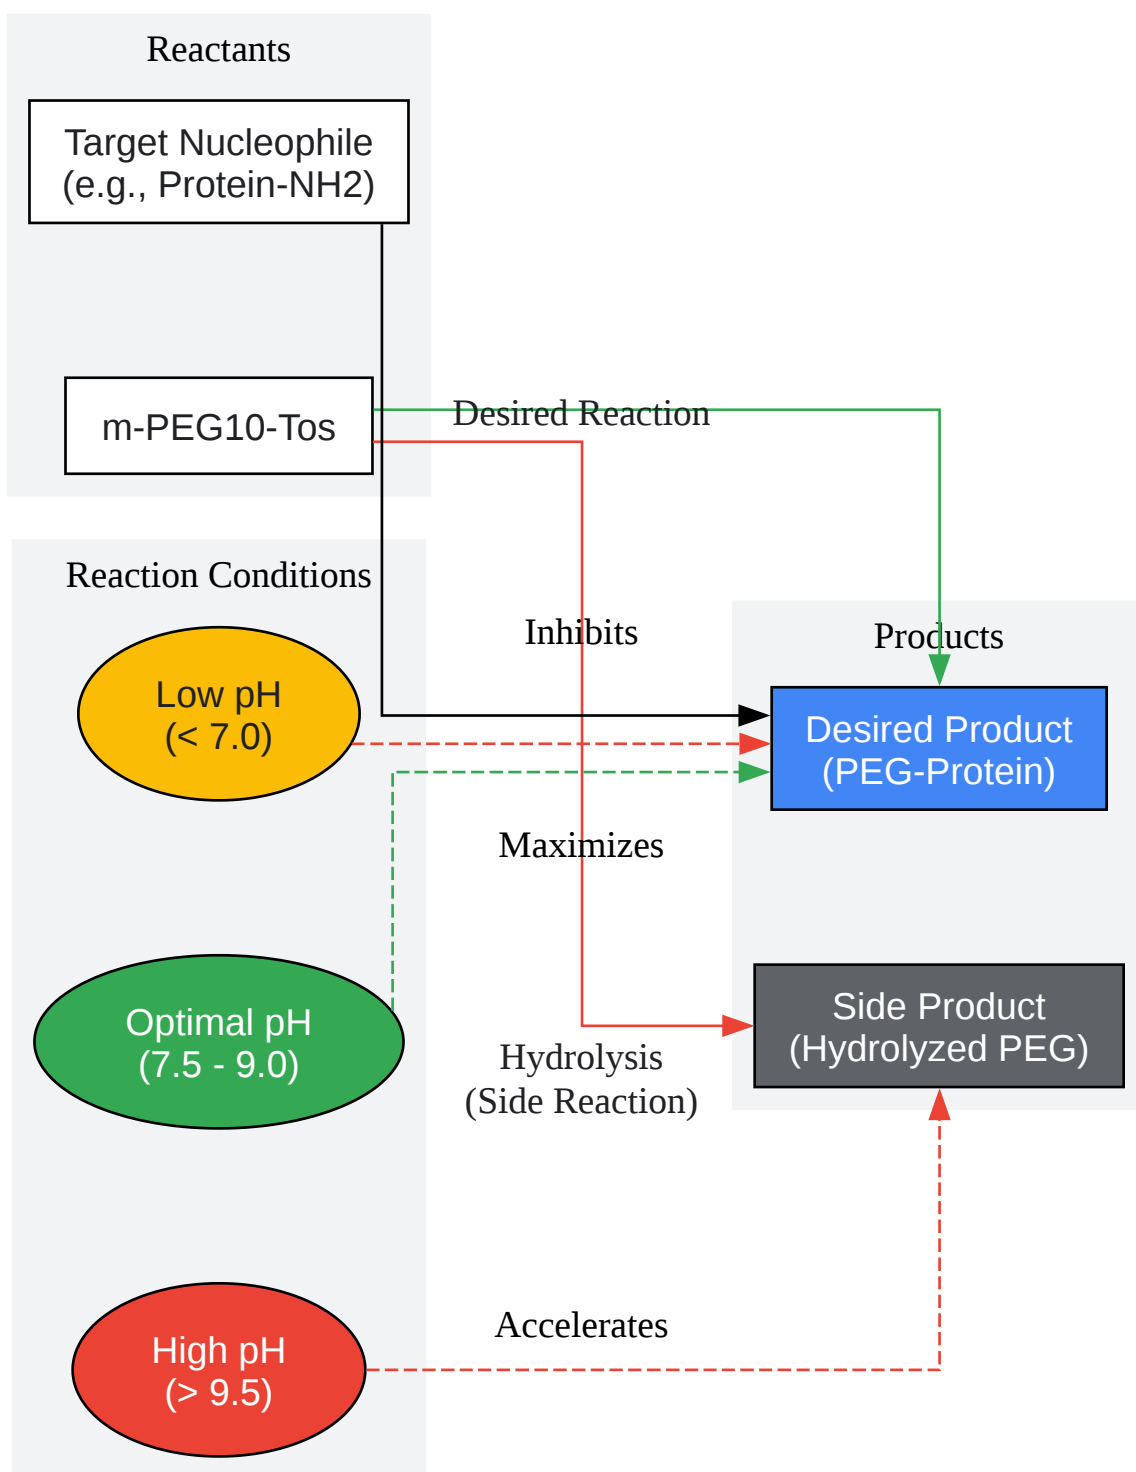 Reactants
Target Nucleophile
(e.g., Protein-NH2)
m-PEG10-Tos
Desired Reaction
Reaction Conditions
Inhibits
Products
Low pH
(< 7.0)
Desired Product
(PEG-Protein)
Maximizes
Optimal pH
(7.5 - 9.0)
Hydrolysis
(Side Reaction)
Side Product
(Hydrolyzed PEG)
Accelerates
High pH
(> 9.5)